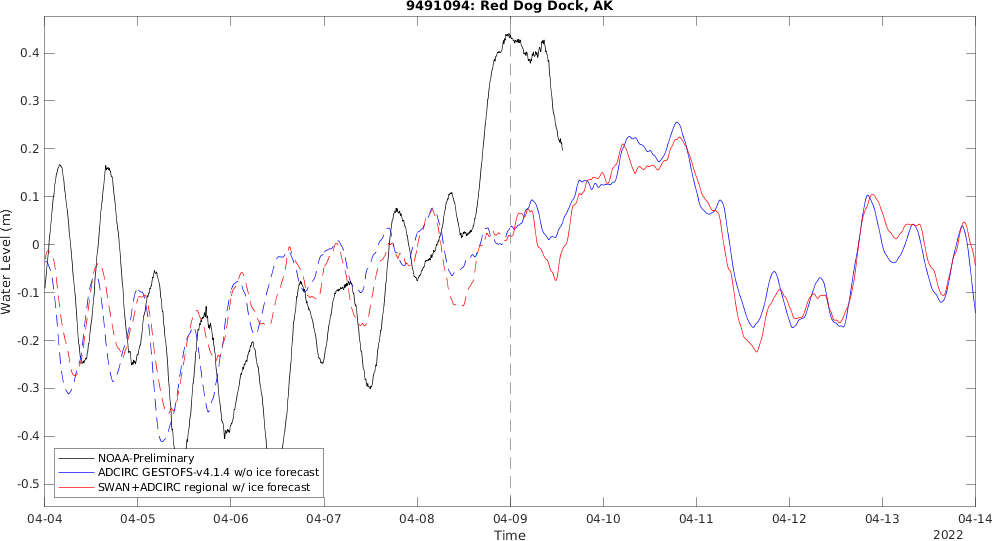 9491094: Red Dog Dock, AK
Water Level (m)
0.4
0.3
0.2
0.1
0
-0.1
-0.2
-0.3
-0.4
-0.5
NOAA-Preliminary
ADCIRC GESTOFS-v4.1.4 w/o ice forecast
SWAN+ADCIRC regional w/ ice forecast
04-04 04-05 04-06 04-07 04-08 04-09 04-10 04-11 04-12 04-13 04-14
Time
2022